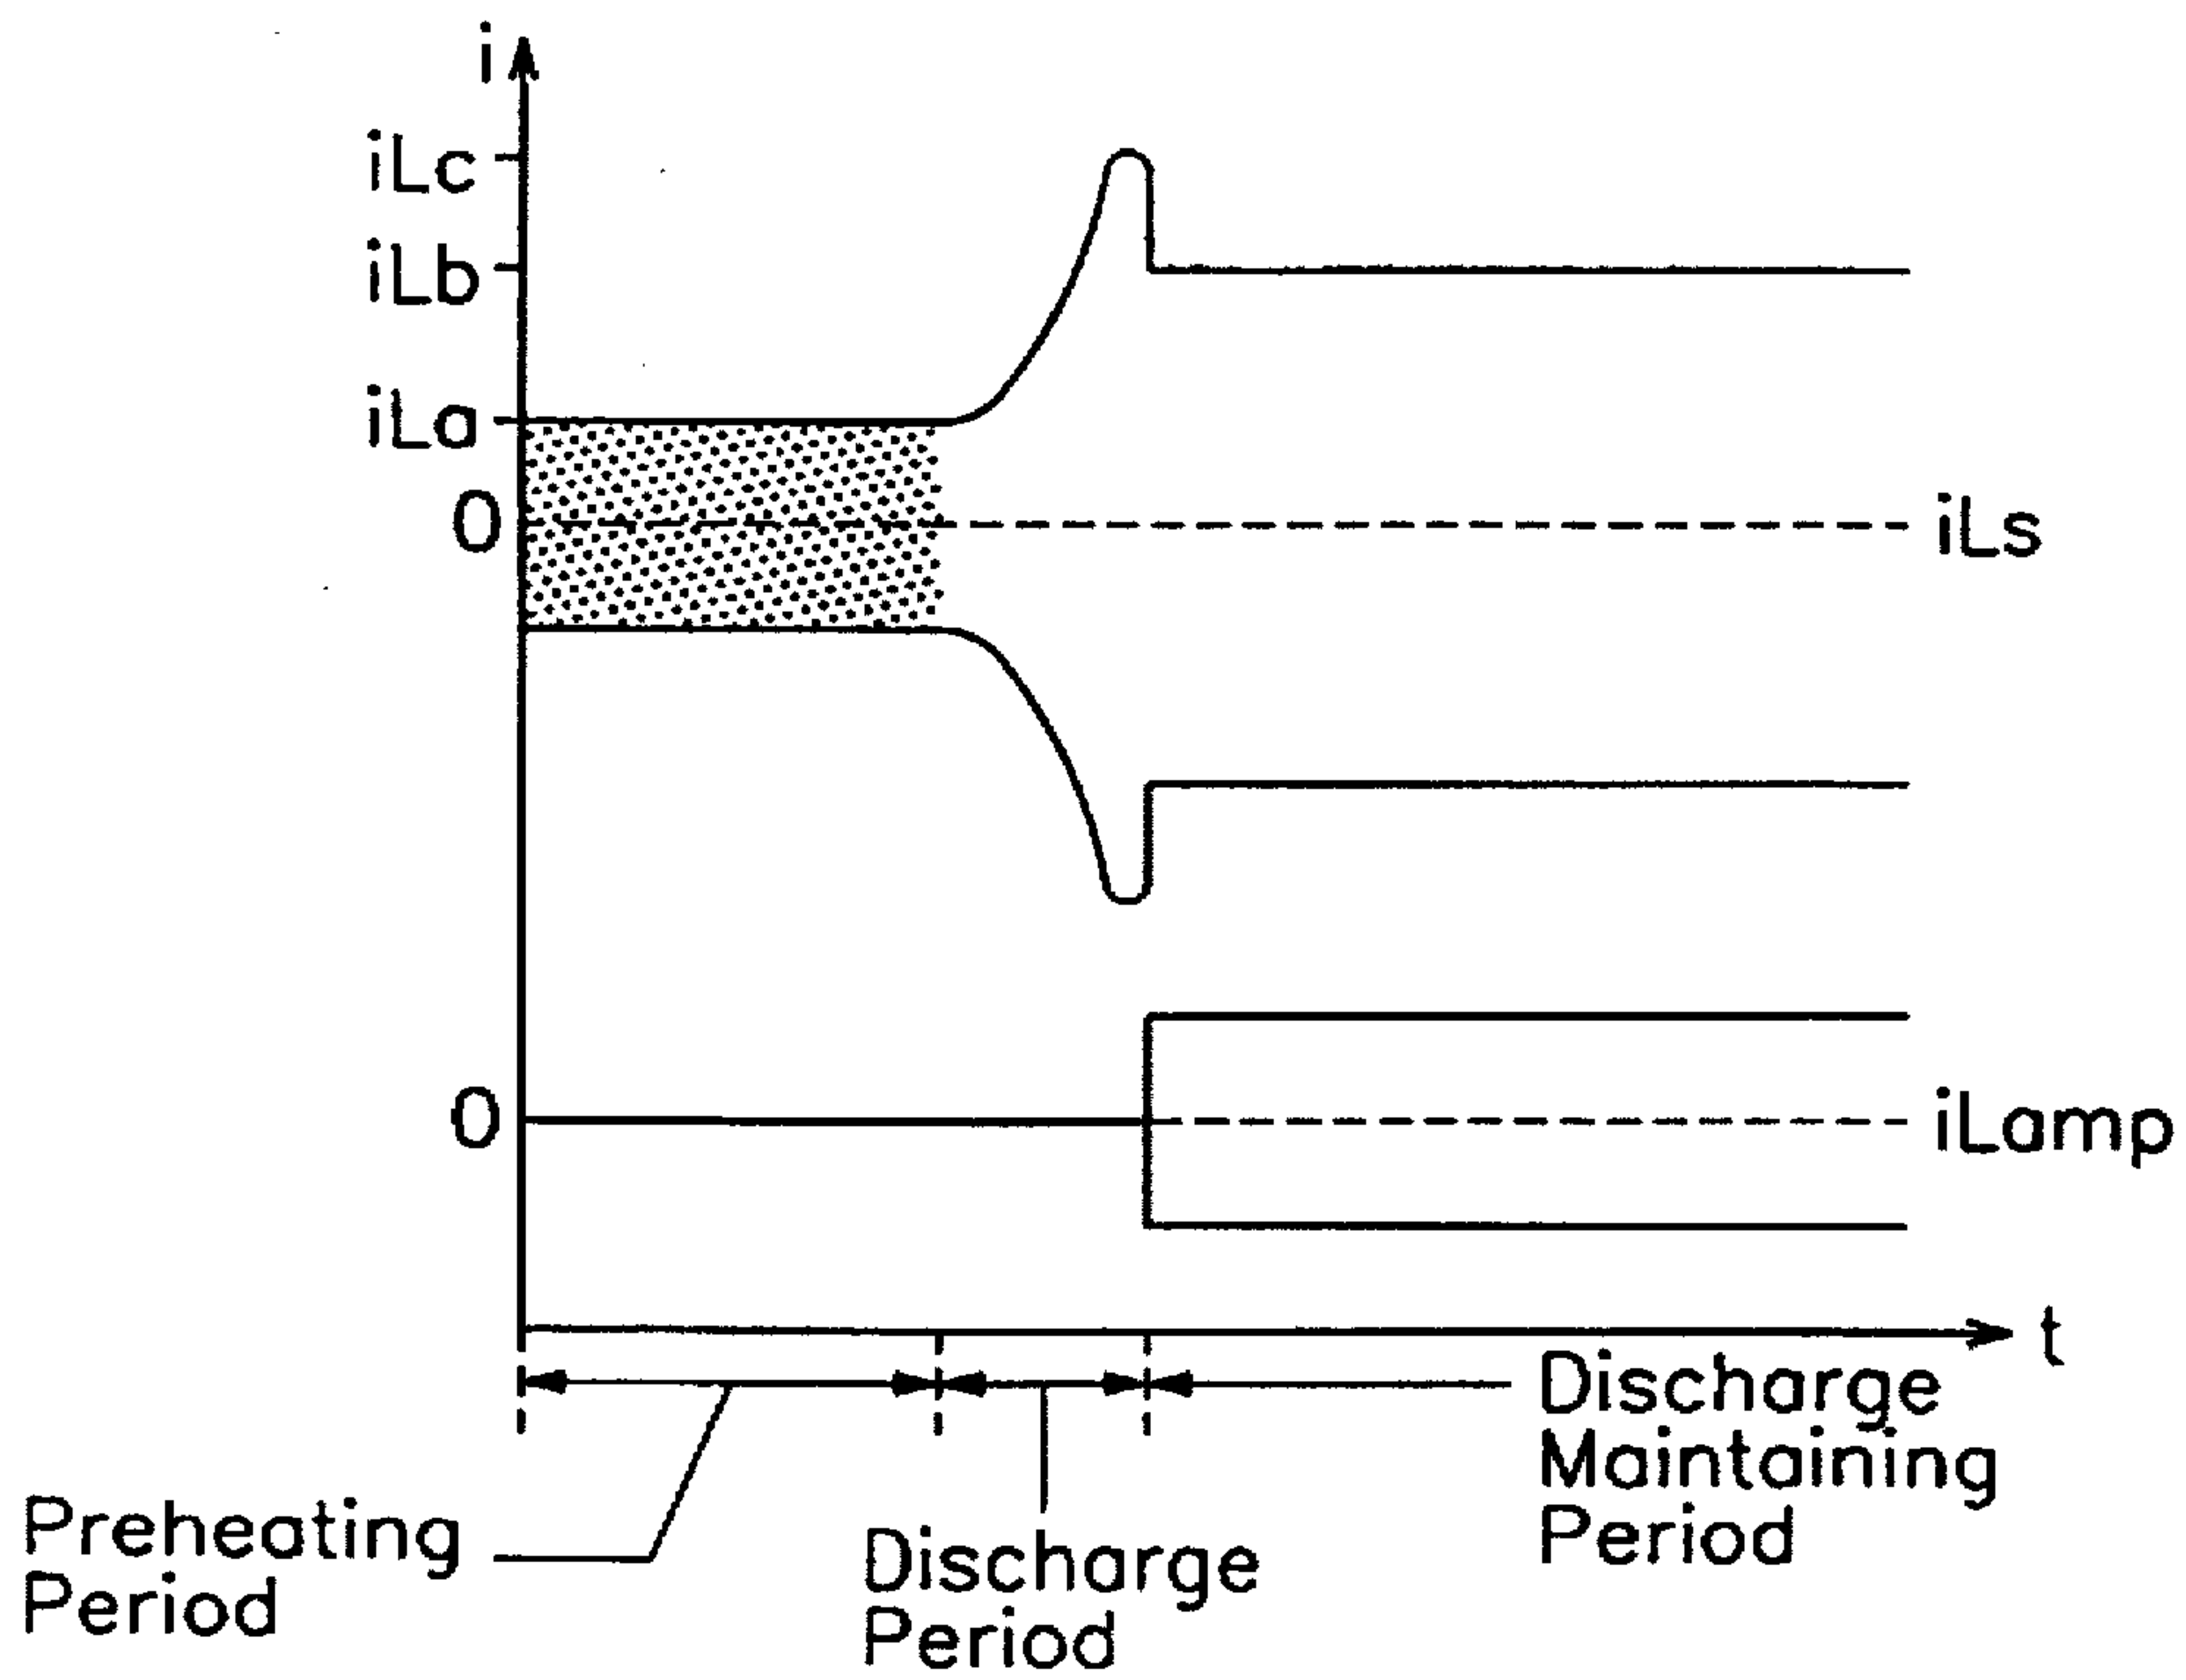 i
iLc
iLb
iLa
0
iLs
0
iLamp
t
Preheating
Period
Discharge
Period
Discharge
Maintaining
Period